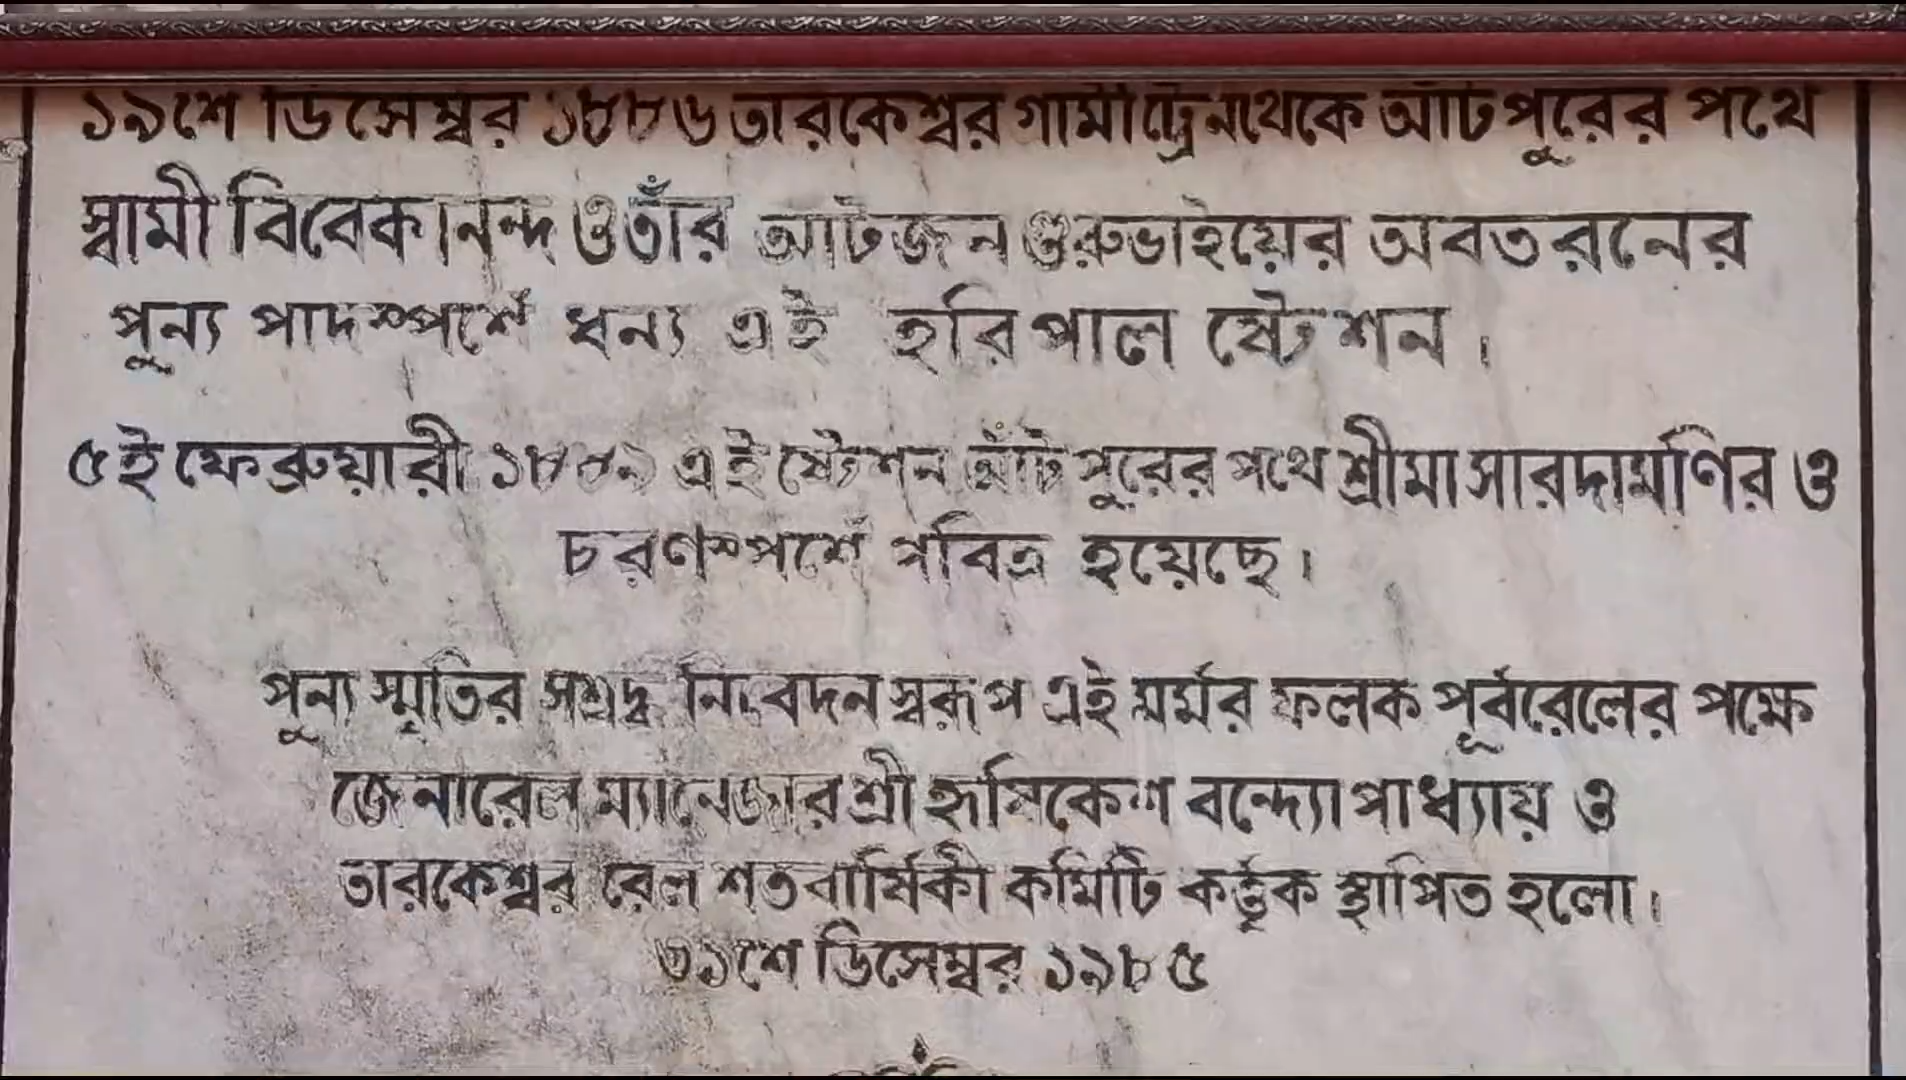 ১৯শে ডিসেম্বর ১৮৮৬ তারকেশ্বর গামী ট্রেন থেকে আঁটপুরের পথে
স্বামী বিবেকানন্দ ও তাঁর আটজন গুরুভাইয়ের অবতরনের
পুন্য পাদস্পর্শে ধন্য এই হরিপাল ষ্টেশন।
৫ই ফেব্রুয়ারী ১৮৮৯ এই ষ্টেশন আঁটপুরের পথে শ্রীমা সারদামণির ও
চরণস্পর্শে পবিত্র হয়েছে।
পুন্য স্মৃতির সশ্রদ্ধ নিবেদন স্বরূপ এই মর্মর ফলক পূর্বরেলের পক্ষে
জেনারেল ম্যানেজার শ্রী হৃষিকেশ বন্দ্যোপাধ্যায় ও
তারকেশ্বর রেল শতবার্ষিকী কমিটি কর্ত্তৃক স্থাপিত হলো।
৩১শে ডিসেম্বর ১৯৮৫